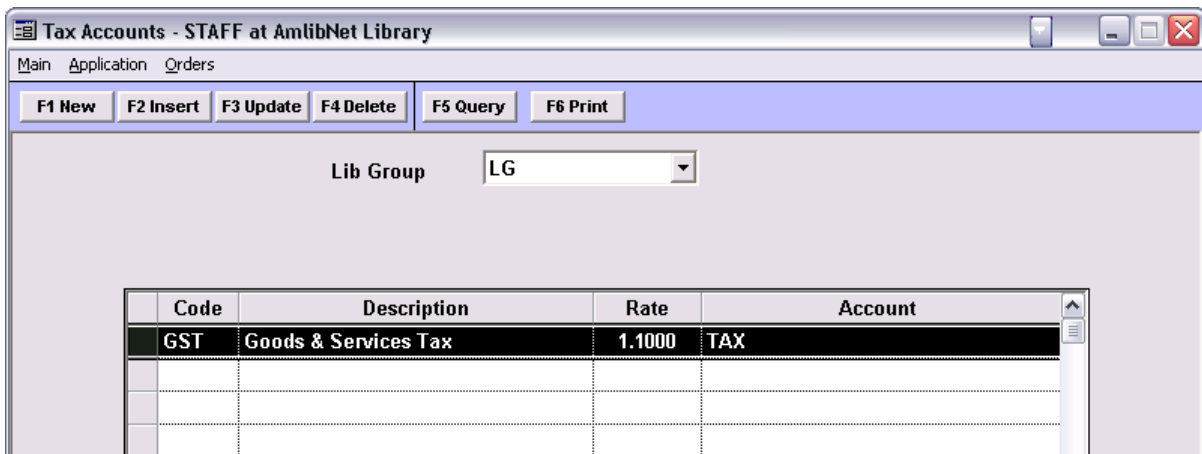 Tax Accounts - STAFF at AmlibNet Library
Main Application Orders
F1 New F2 Insert F3 Update F4 Delete F5 Query F6 Print
Lib Group LG
Code Description Rate Account
GST Goods & Services Tax 1.1000 TAX